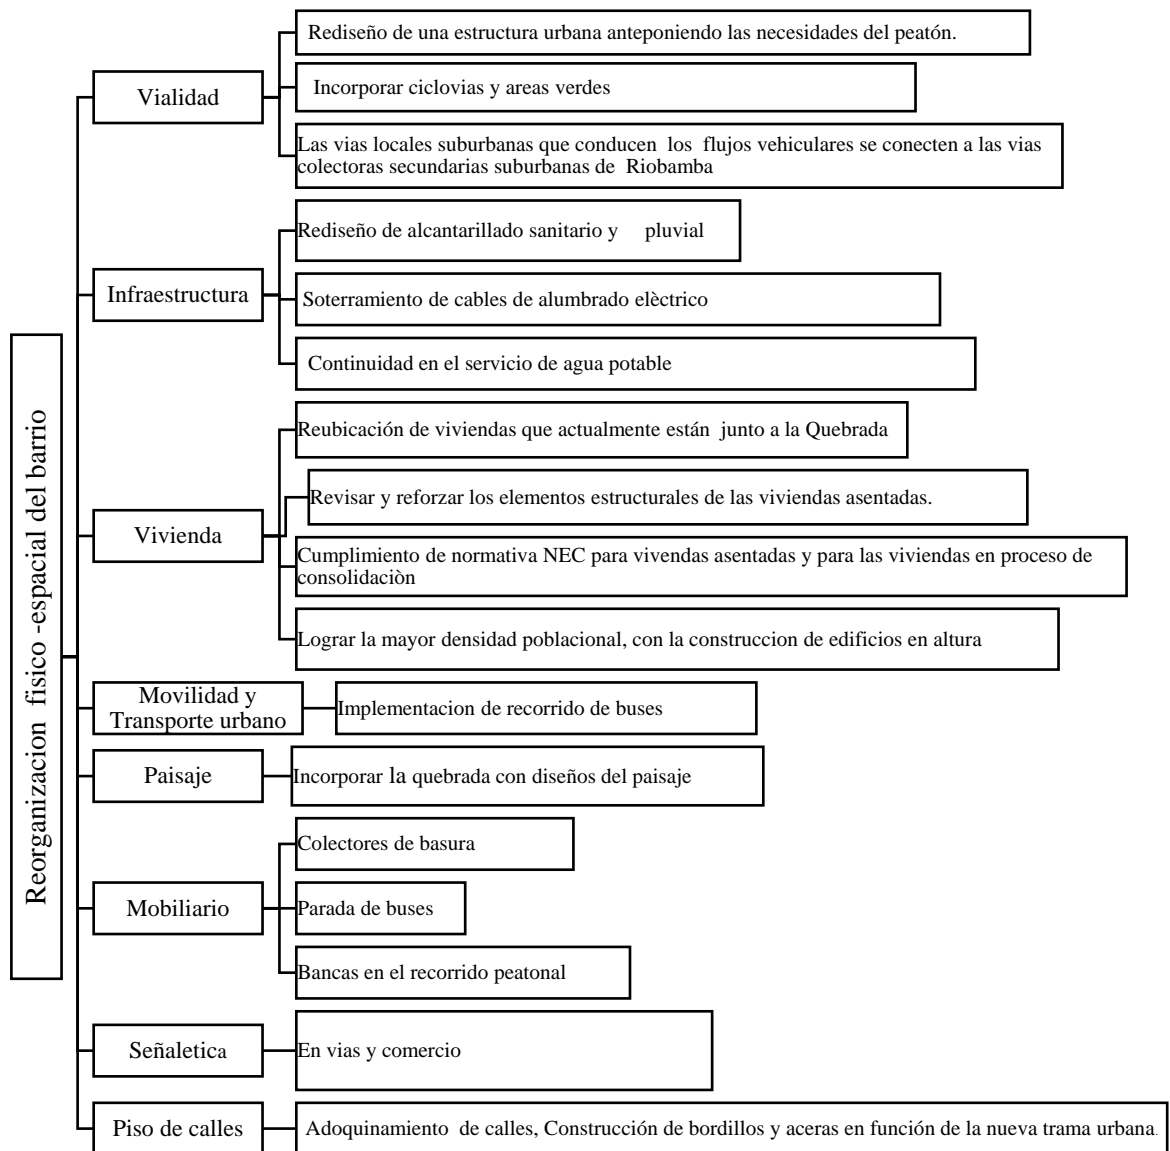 Reorganizacion fisico -espacial del barrio
Vialidad
Rediseño de una estructura urbana anteponiendo las necesidades del peatón.
Incorporar ciclovias y areas verdes
Las vias locales suburbanas que conducen los flujos vehiculares se conecten a las vias
colectoras secundarias suburbanas de Riobamba
Infraestructura
Rediseño de alcantarillado sanitario y pluvial
Soterramiento de cables de alumbrado elèctrico
Continuidad en el servicio de agua potable
Vivienda
Reubicación de viviendas que actualmente están junto a la Quebrada
Revisar y reforzar los elementos estructurales de las viviendas asentadas.
Cumplimiento de normativa NEC para vivendas asentadas y para las viviendas en proceso de
consolidaciòn
Lograr la mayor densidad poblacional, con la construccion de edificios en altura
Movilidad y
Transporte urbano
Implementacion de recorrido de buses
Paisaje
Incorporar la quebrada con diseños del paisaje
Mobiliario
Colectores de basura
Parada de buses
Bancas en el recorrido peatonal
Señaletica
En vias y comercio
Piso de calles
Adoquinamiento de calles, Construcción de bordillos y aceras en función de la nueva trama urbana.